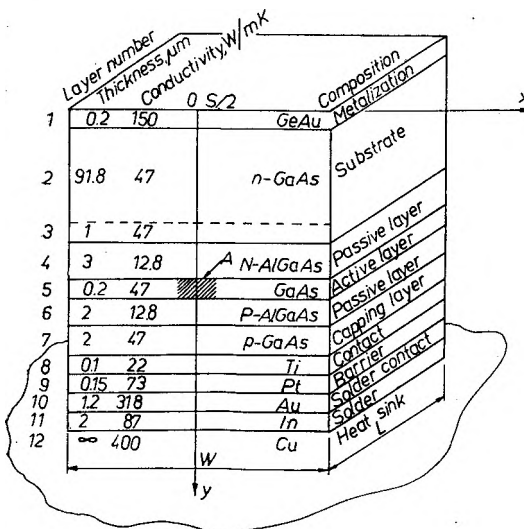 Layer number
Thickness, μm
Conductivity, W/mK
0 S/2
Composition
x
1 0.2 150 GeAu Metalization
2 91.8 47 n-GaAs Substrate
3 1 47
4 3 12.8 A N-AlGaAs Passive layer
5 0.2 47 GaAs Active layer
6 2 12.8 P-AlGaAs Passive layer
7 2 47 p-GaAs Capping layer
8 0.1 22 Ti Contact
9 0.15 73 Pt Barrier
10 1.2 318 Au Solder contact
11 2 87 In Solder
12 ∞ 400 Cu Heat sink
W
L
y